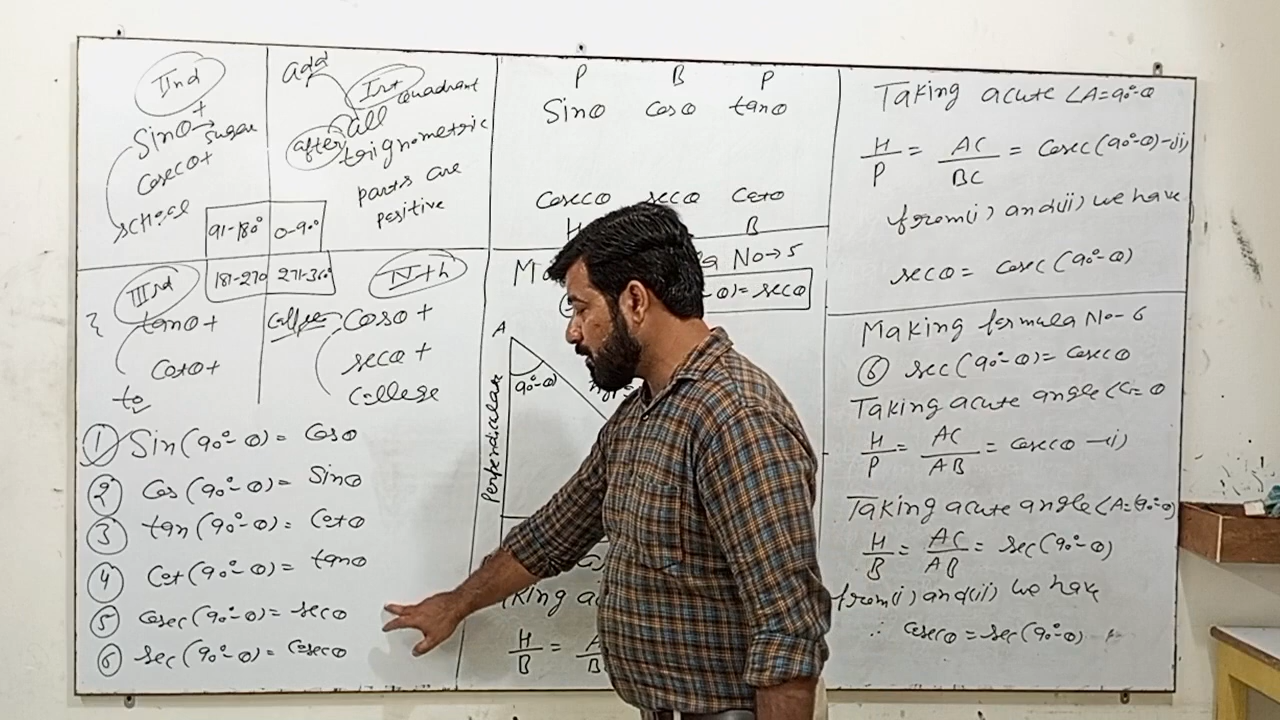 IInd
Sinθ+
→ Sugar
Cosecθ+
SCHOOL
Add
Ist quadrant
after all
trignometric
parts are
positive
91-180° 0-90°
181-270 271-360°
IIIrd
tanθ+
Cotθ+
to
IVth
College Cosθ+
secθ+
College
① Sin(90°-θ)= Cosθ
② Cos(90°-θ)= Sinθ
③ tan(90°-θ)= Cotθ
④ Cot(90°-θ)= tanθ
⑤ Cosec(90°-θ)= secθ
⑥ sec(90°-θ)= Cosecθ
P B P
Sinθ Cosθ tanθ
Cosecθ secθ Cotθ
H B
Ma No→5
θ)= secθ
A
90°-θ
Perpendiculare
H/B =
Taking acute ∠A=90°-θ
H/P = AC/BC = Cosec(90°-θ)-ii)
from(i) and(ii) we have
secθ= Cosec(90°-θ)
Making formula No-6
⑥ sec(90°-θ)= Cosecθ
Taking acute angle ∠C=θ
H/P = AC/AB = Cosecθ -i)
Taking acute angle ∠A=(90°-θ)
H/B = AC/AB = sec(90°-θ)
from(i) and(ii) we have
∴ Cosecθ=sec(90°-θ)